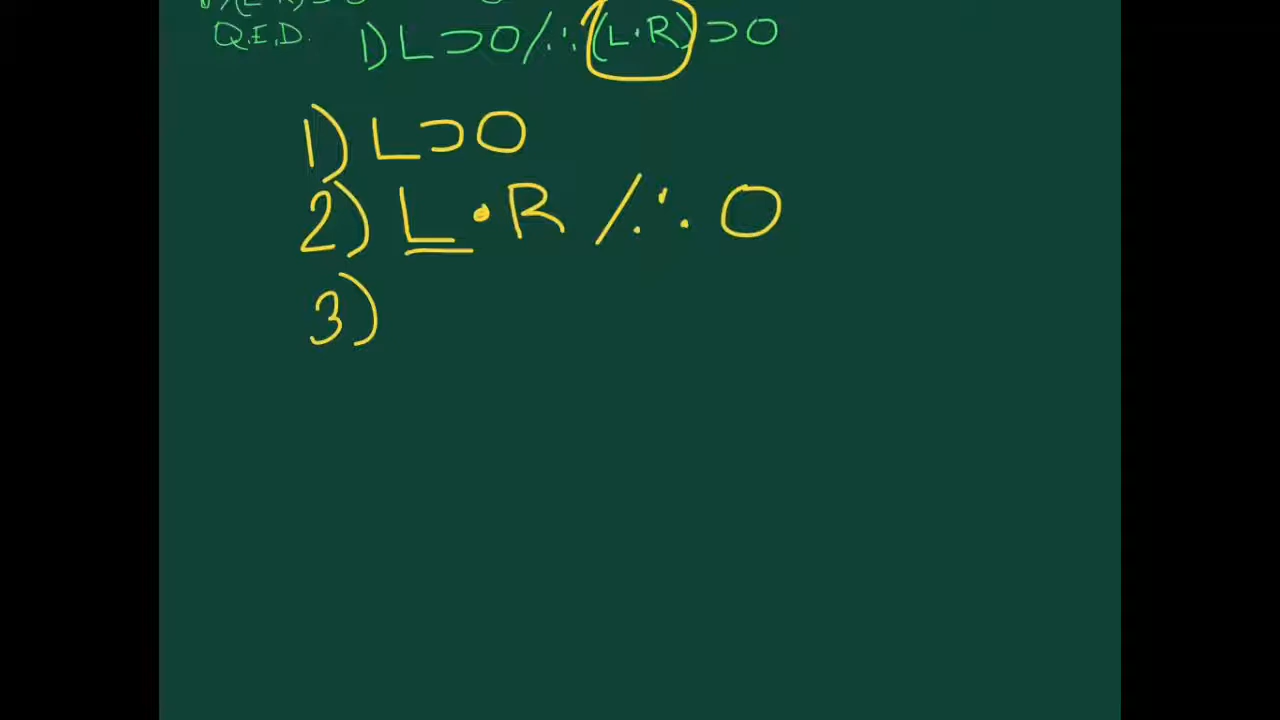 Q.E.D. 1) L ⊃ O / ∴ (L · R) ⊃ O
1) L ⊃ O
2) L · R / ∴ O
3)